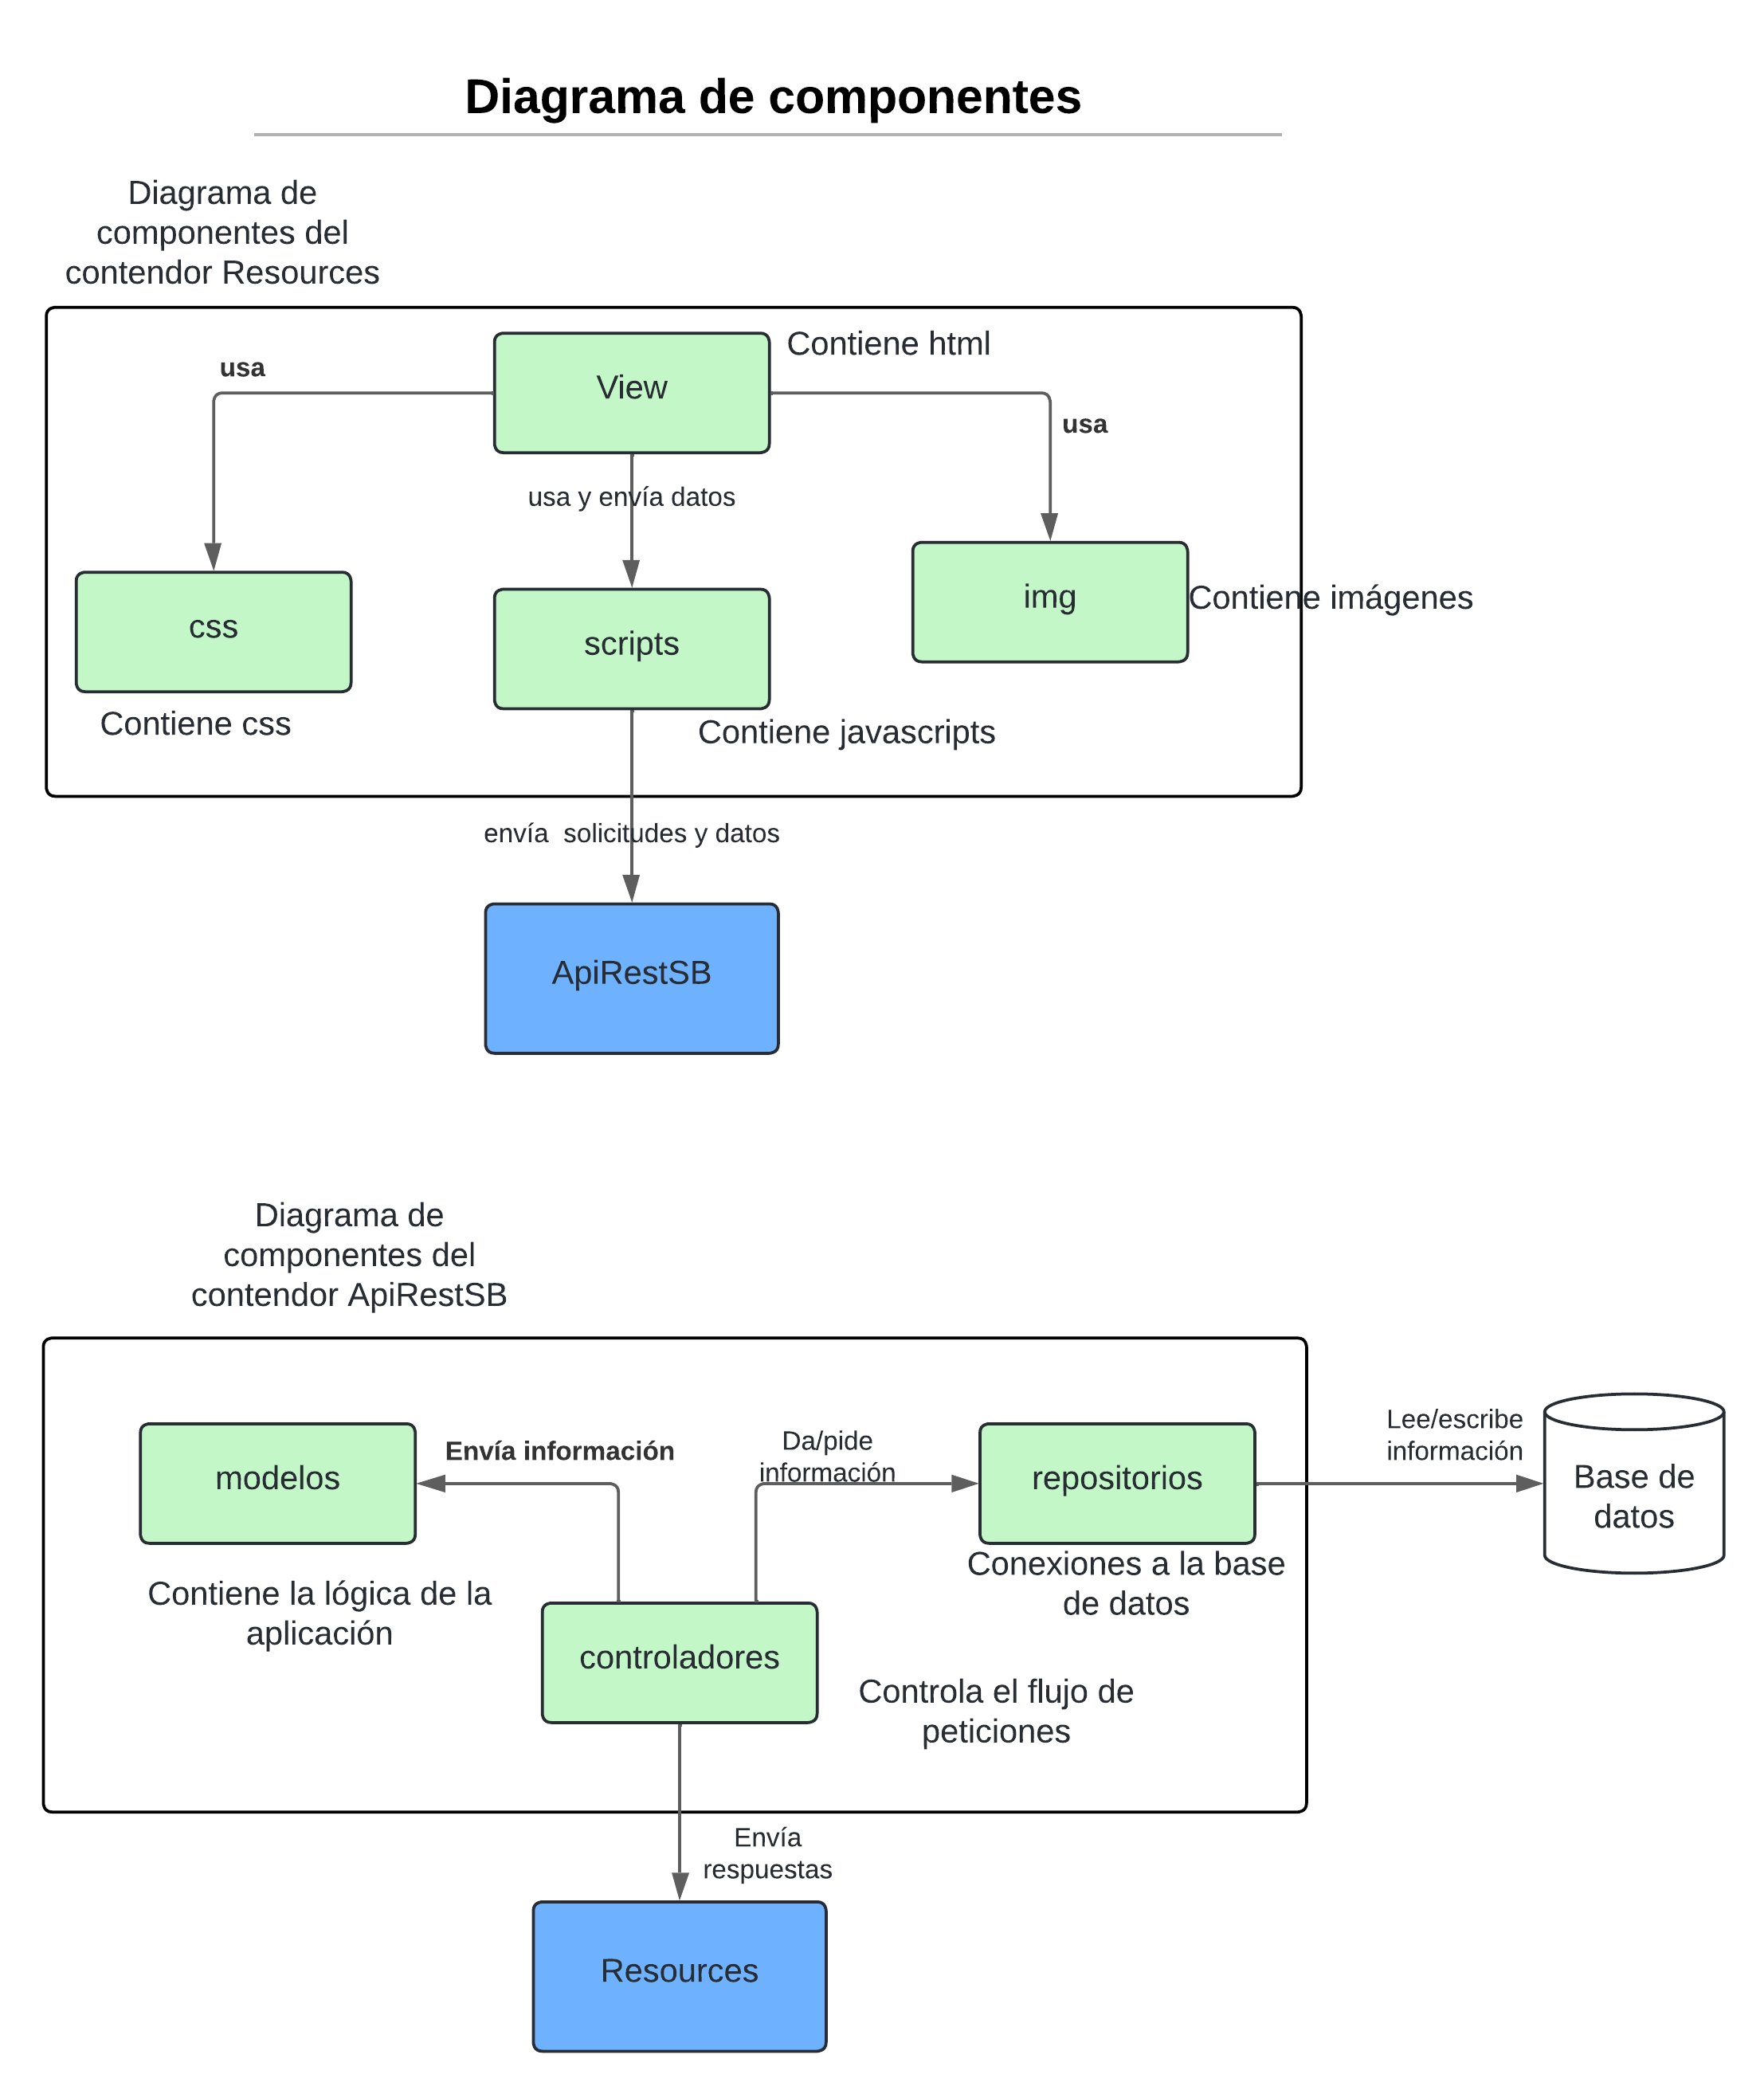 Diagrama de componentes
Diagrama de
componentes del
contendor Resources
Contiene html
usa
View
usa
usa y envía datos
css
scripts
img
Contiene imágenes
Contiene css
Contiene javascripts
envía  solicitudes y datos
ApiRestSB
Diagrama de
componentes del
contendor ApiRestSB
modelos
Envía información
Da/pide
información
repositorios
Lee/escribe
información
Base de
datos
Contiene la lógica de la
aplicación
Conexiones a la base
de datos
controladores
Controla el flujo de
peticiones
Envía
respuestas
Resources